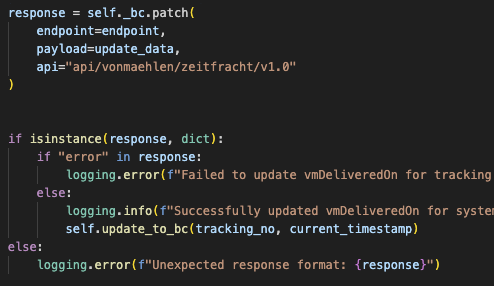 response = self._bc.patch(
    endpoint=endpoint,
    payload=update_data,
    api="api/vonmaehlen/zeitfracht/v1.0"
)
if isinstance(response, dict):
    if "error" in response:
        logging.error(f"Failed to update vmDeliveredOn for tracking
    else:
        logging.info(f"Successfully updated vmDeliveredOn for system
        self.update_to_bc(tracking_no, current_timestamp)
else:
    logging.error(f"Unexpected response format: {response}")